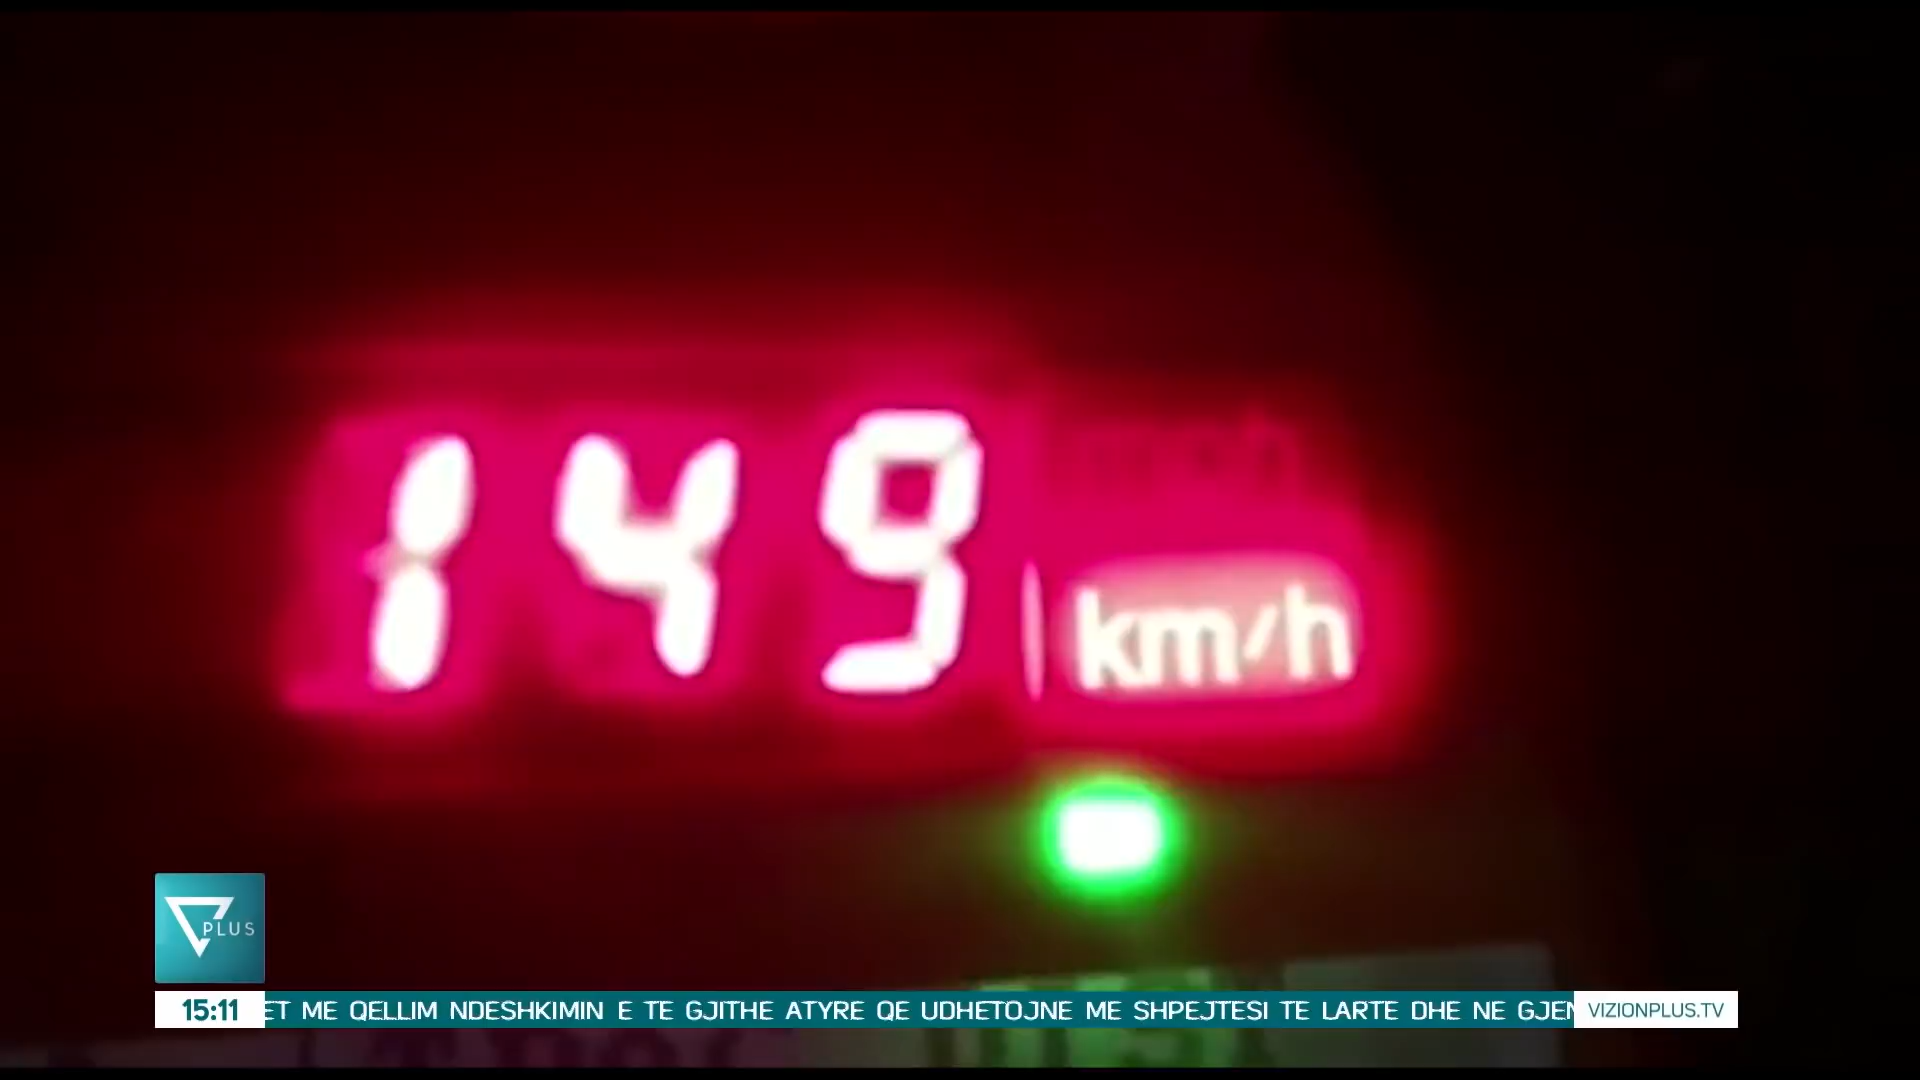 149 km/h
PLUS
15:11 ET ME QELLIM NDESHKIMIN E TE GJITHE ATYRE QE UDHETOJNE ME SHPEJTESI TE LARTE DHE NE GJEN VIZIONPLUS.TV